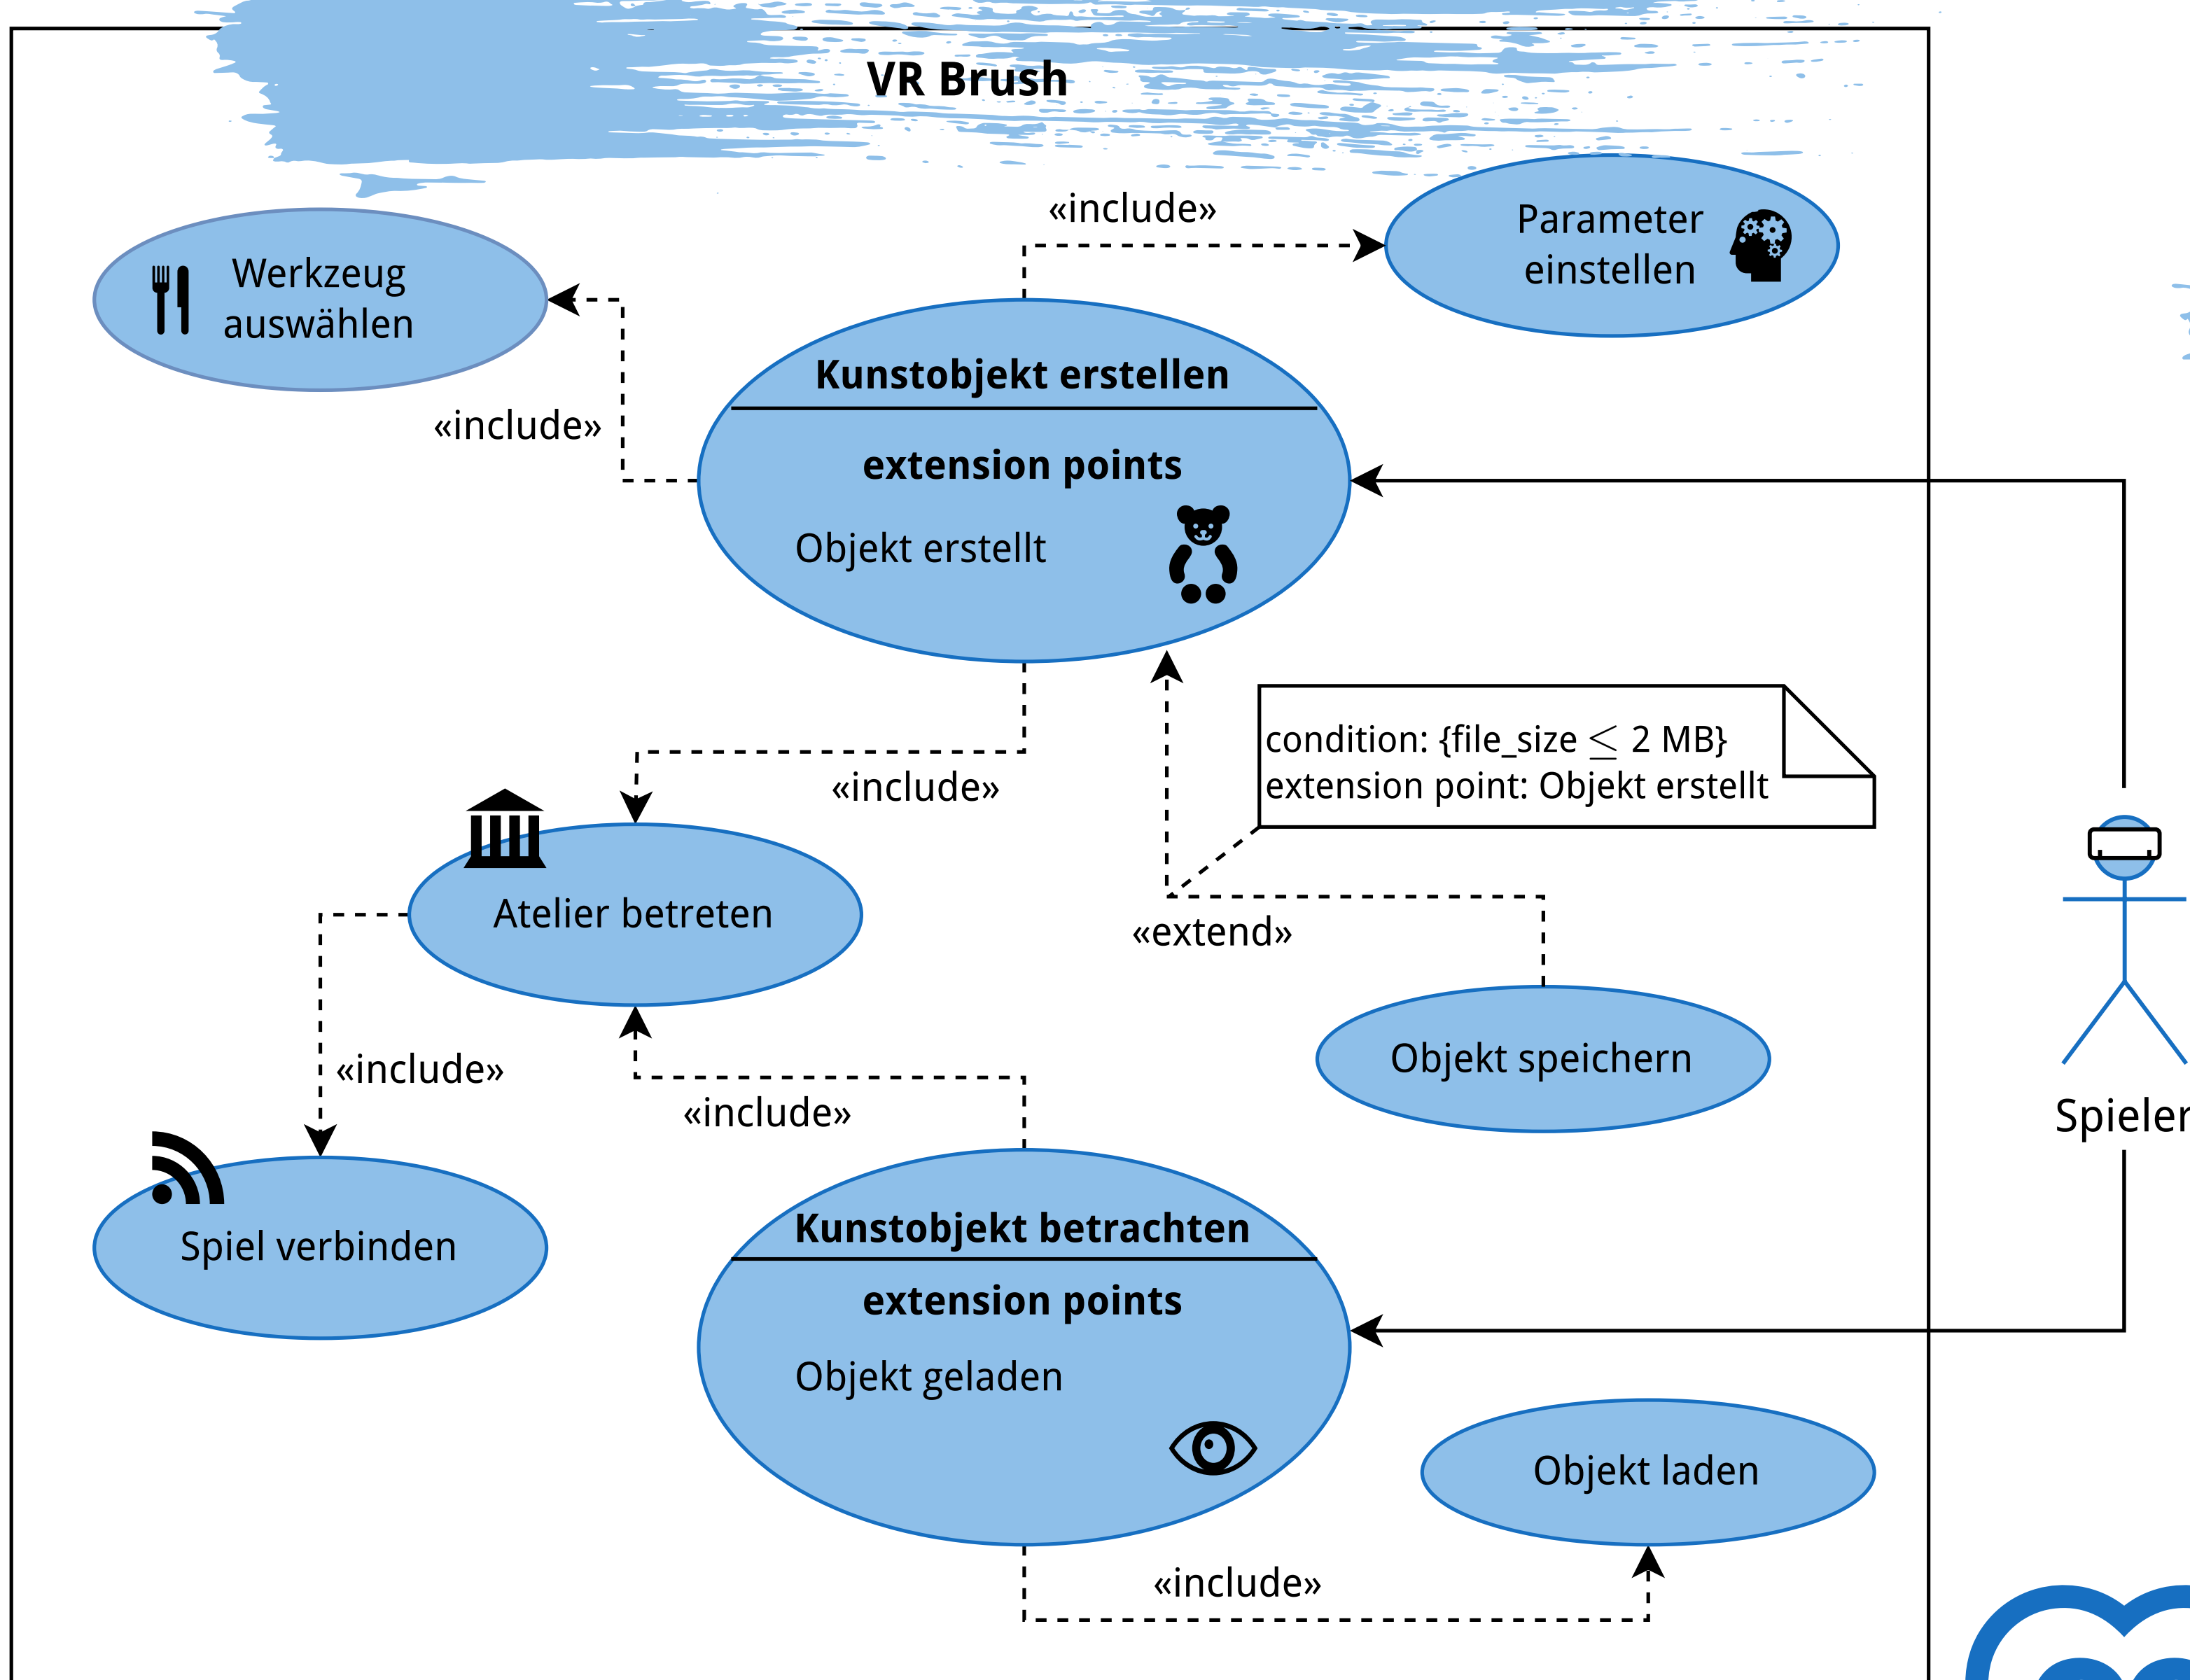 VR Brush
«include»
Parameter
einstellen
Werkzeug
auswählen
«include»
Kunstobjekt erstellen
extension points
Objekt erstellt
condition: {file_size ≤ 2 MB}
extension point: Objekt erstellt
«include»
Atelier betreten
«extend»
«include»
Objekt speichern
«include»
Spieler
Kunstobjekt betrachten
Spiel verbinden
extension points
Objekt geladen
Objekt laden
«include»